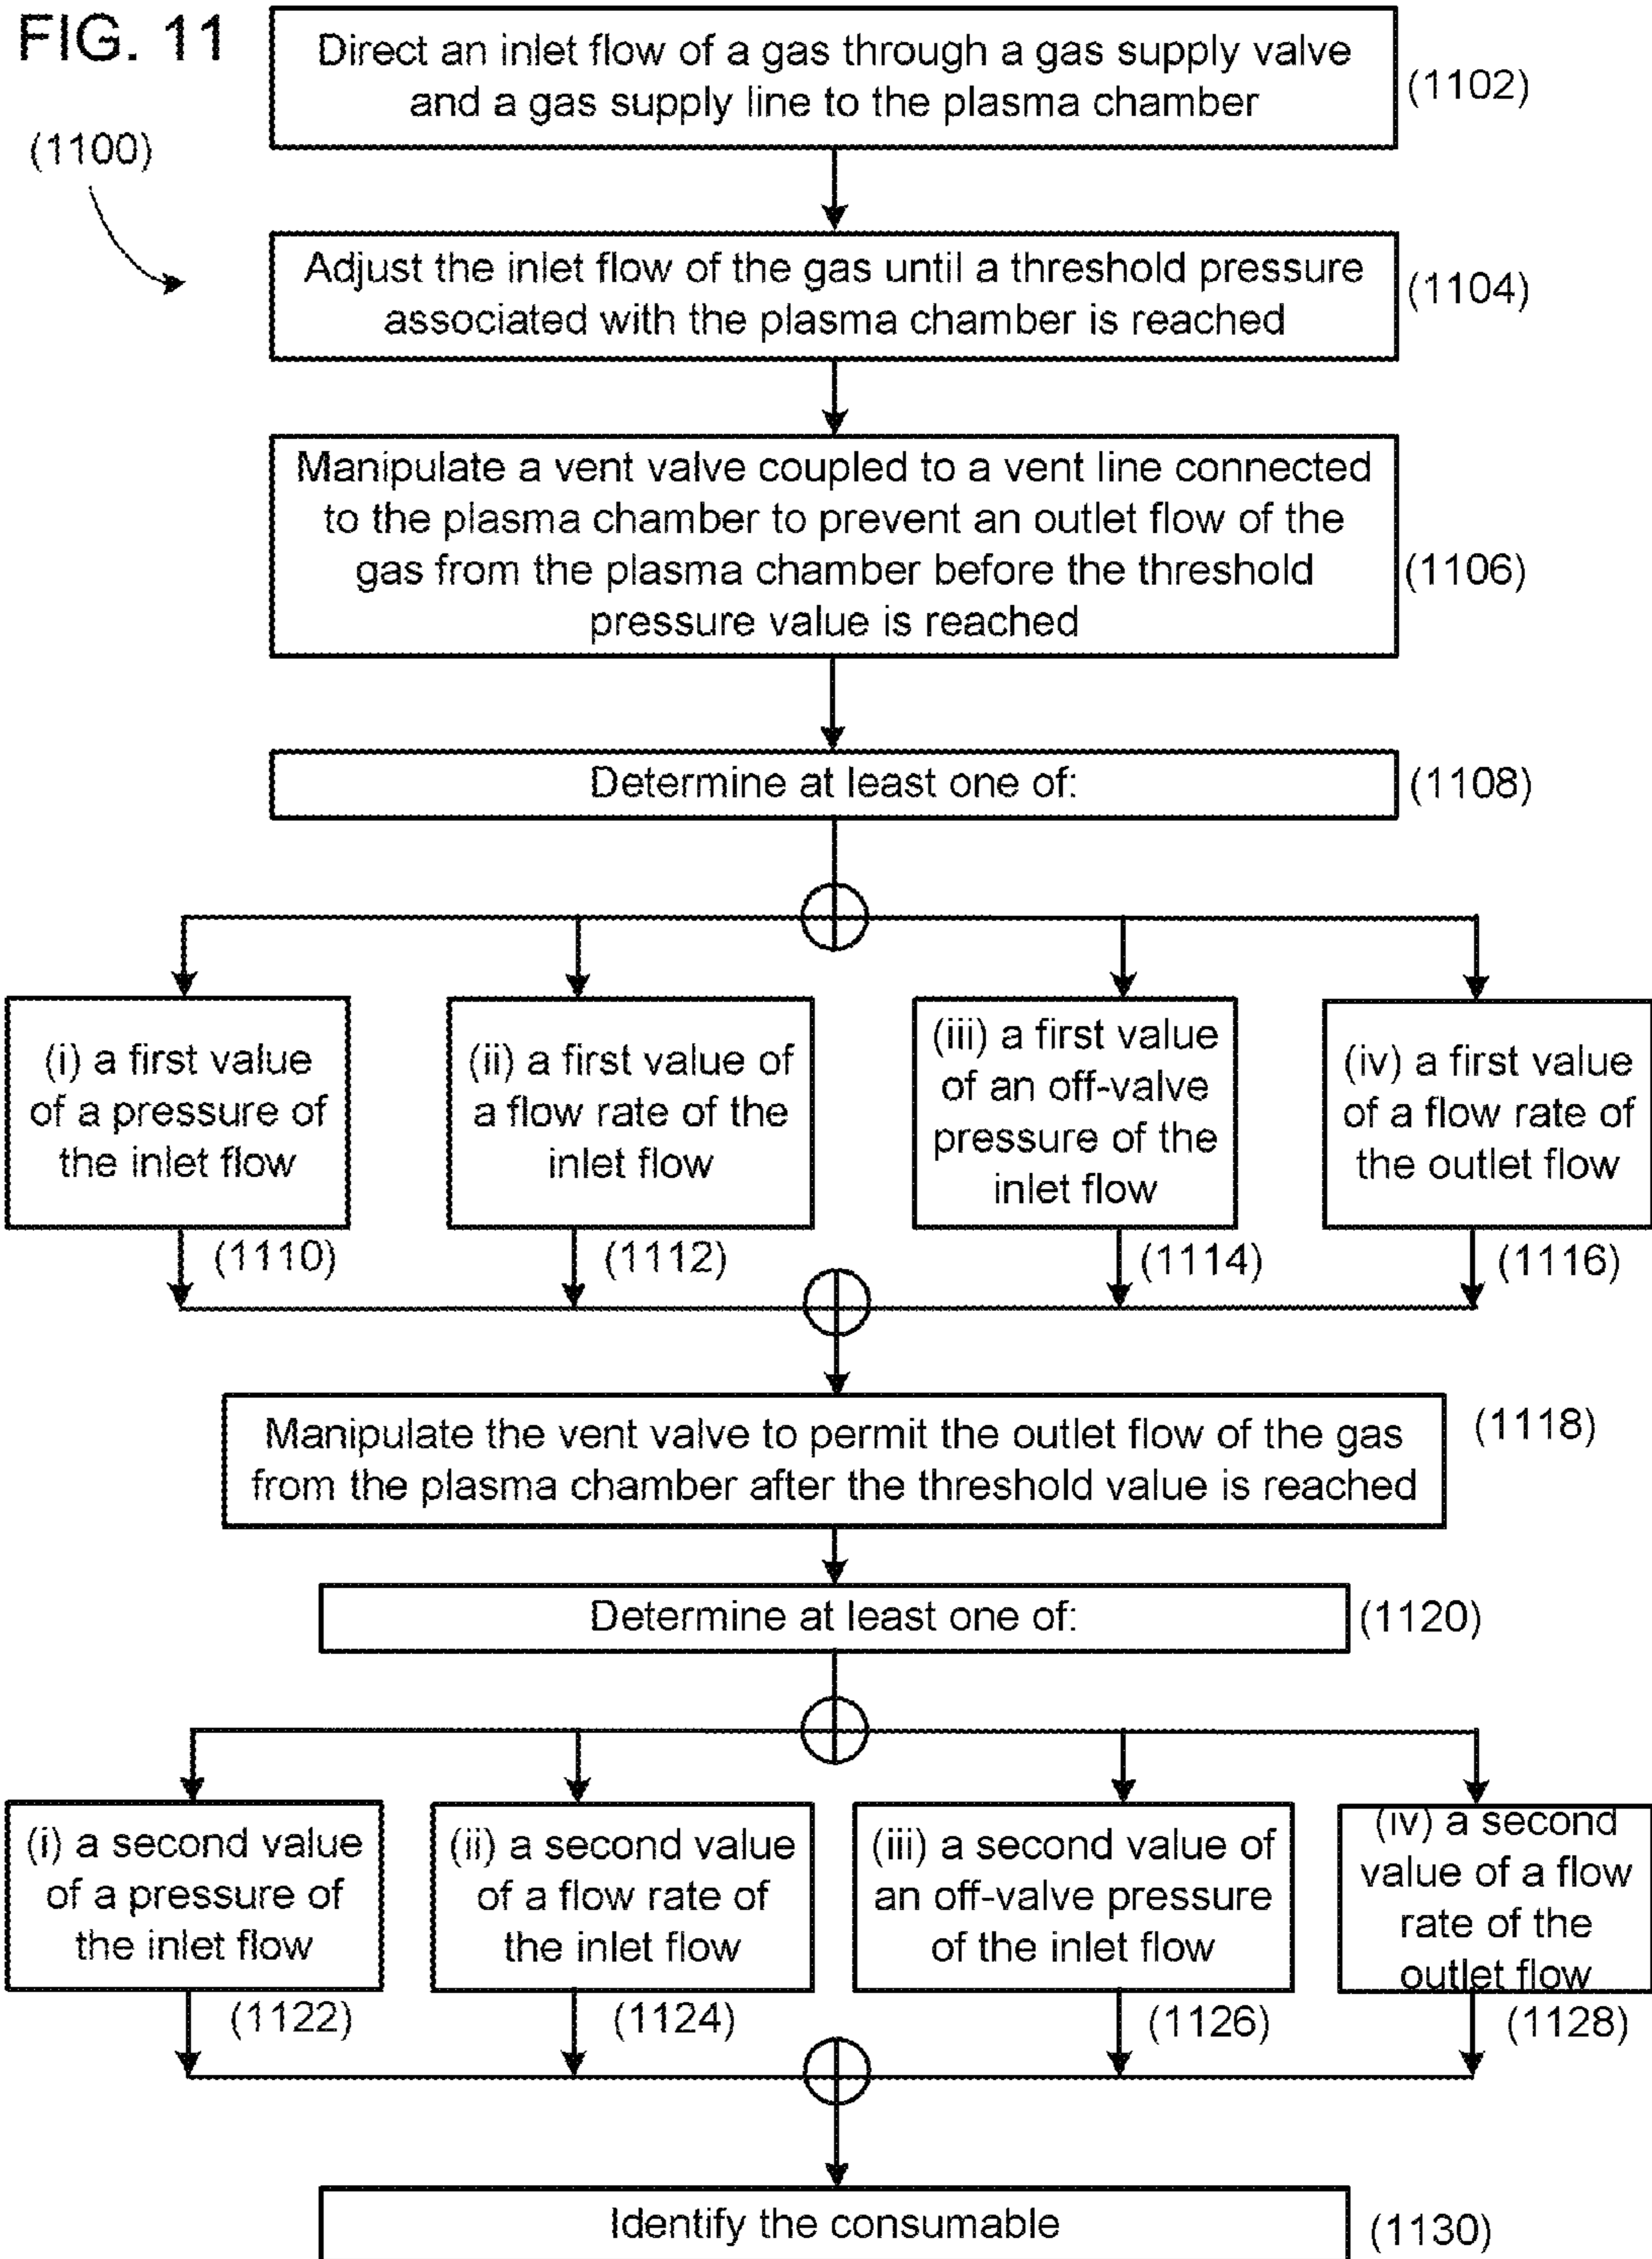 FIG. 11
(1100)
Direct an inlet flow of a gas through a gas supply valve
and a gas supply line to the plasma chamber
(1102)
Adjust the inlet flow of the gas until a threshold pressure
associated with the plasma chamber is reached
(1104)
Manipulate a vent valve coupled to a vent line connected
to the plasma chamber to prevent an outlet flow of the
gas from the plasma chamber before the threshold
pressure value is reached
(1106)
Determine at least one of:
(1108)
(i) a first value
of a pressure of
the inlet flow
(1110)
(ii) a first value of
a flow rate of the
inlet flow
(1112)
(iii) a first value
of an off-valve
pressure of the
inlet flow
(1114)
(iv) a first value
of a flow rate of
the outlet flow
(1116)
Manipulate the vent valve to permit the outlet flow of the gas
from the plasma chamber after the threshold value is reached
(1118)
Determine at least one of:
(1120)
(i) a second value
of a pressure of
the inlet flow
(1122)
(ii) a second value
of a flow rate of
the inlet flow
(1124)
(iii) a second value of
an off-valve pressure
of the inlet flow
(1126)
(iv) a second
value of a flow
rate of the
outlet flow
(1128)
Identify the consumable
(1130)